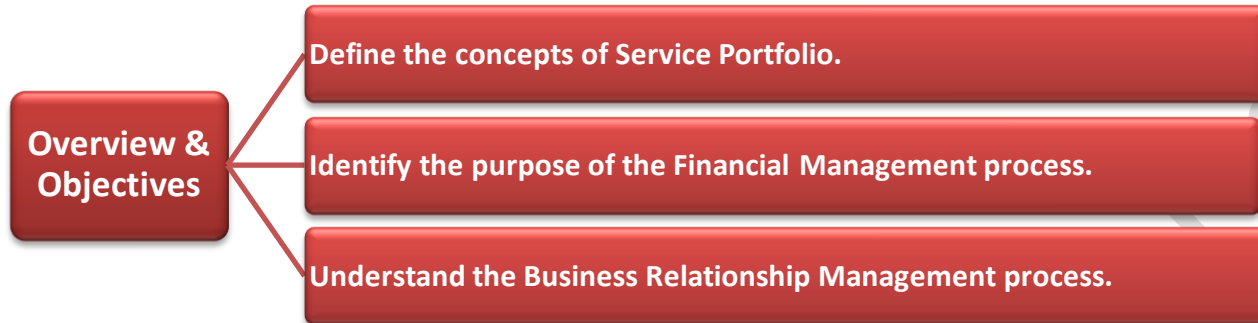 Overview &
Objectives
Define the concepts of Service Portfolio.
Identify the purpose of the Financial Management process.
Understand the Business Relationship Management process.